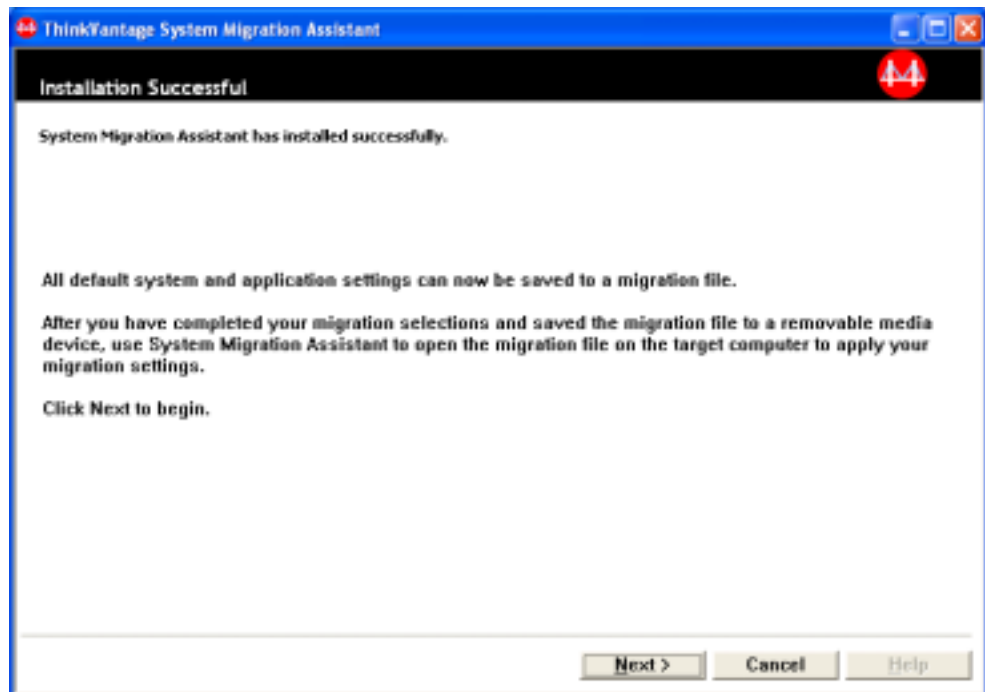 ThinkVantage System Migration Assistant
Installation Successful
System Migration Assistant has installed successfully.
All default system and application settings can now be saved to a migration file.
After you have completed your migration selections and saved the migration file to a removable media
device, use System Migration Assistant to open the migration file on the target computer to apply your
migration settings.
Click Next to begin.
Next > Cancel Help